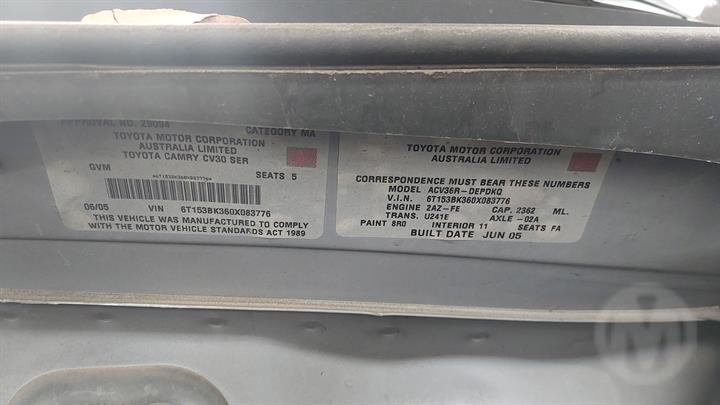 APPROVAL NO. 29094 CATEGORY MA
TOYOTA MOTOR CORPORATION
AUSTRALIA LIMITED
TOYOTA CAMRY CV30 SER
GVM SEATS 5
*6T153BK360X083776*
06/05 VIN 6T153BK360X083776
THIS VEHICLE WAS MANUFACTURED TO COMPLY
WITH THE MOTOR VEHICLE STANDARDS ACT 1989
TOYOTA MOTOR CORPORATION
AUSTRALIA LIMITED
CORRESPONDENCE MUST BEAR THESE NUMBERS
MODEL ACV36R-DEPDKQ
V.I.N. 6T153BK360X083776
ENGINE 2AZ-FE CAP. 2362 ML.
TRANS. U241E AXLE -02A
PAINT 8R0 INTERIOR 11 SEATS FA
BUILT DATE JUN 05
M